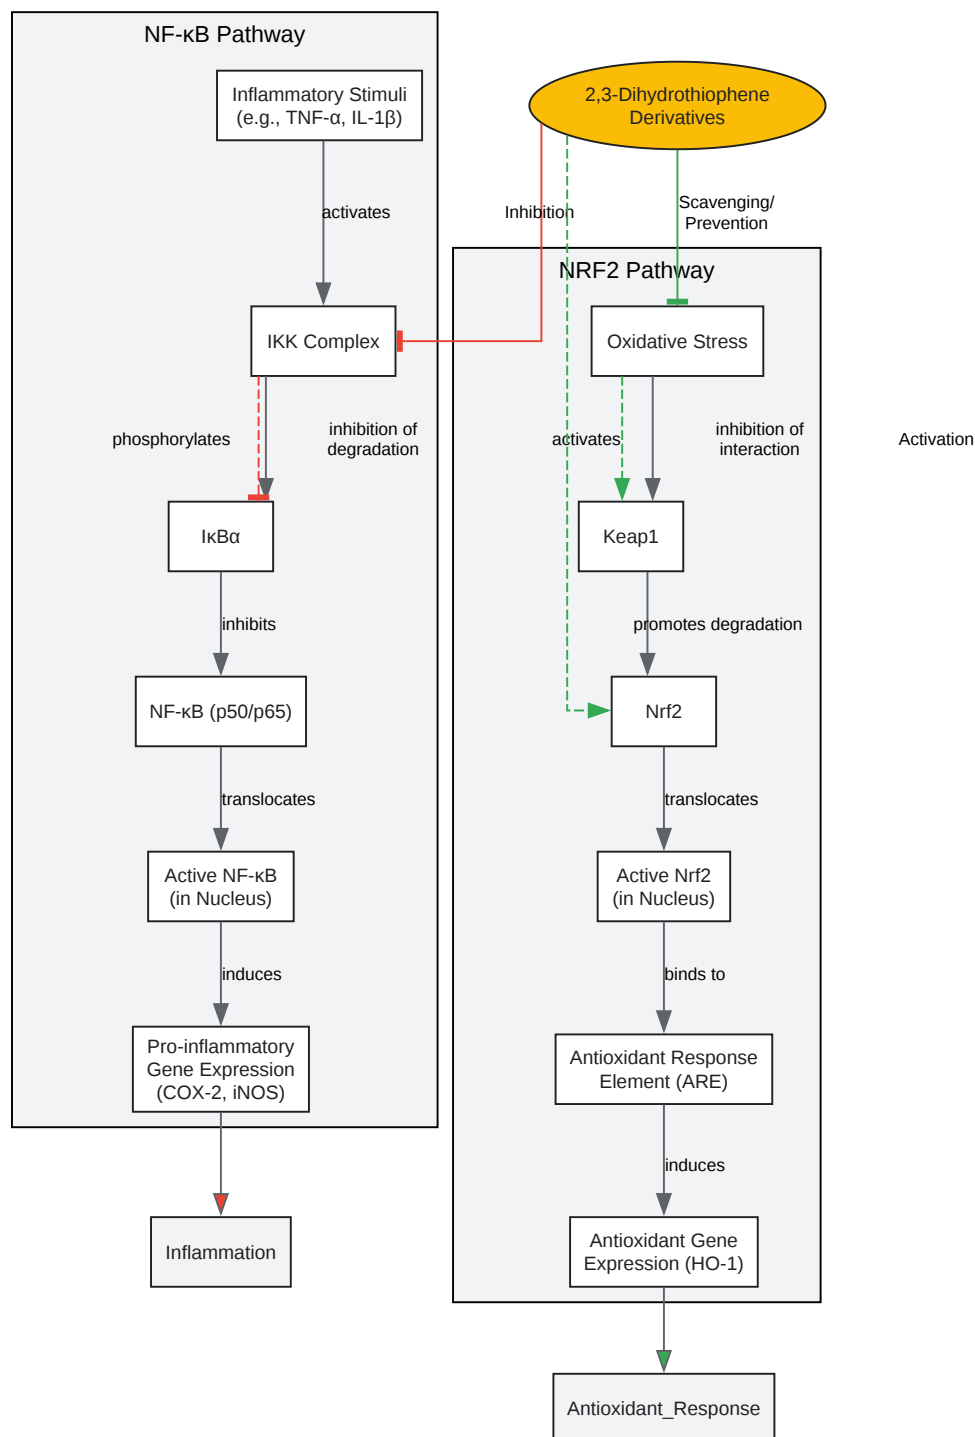 NF-κB Pathway
Inflammatory Stimuli
(e.g., TNF-α, IL-1β)
2,3-Dihydrothiophene
Derivatives
activates
Inhibition
Scavenging/
Prevention
NRF2 Pathway
IKK Complex
Oxidative Stress
phosphorylates
inhibition of
degradation
activates
inhibition of
interaction
Activation
IκBα
Keap1
inhibits
promotes degradation
NF-κB (p50/p65)
Nrf2
translocates
translocates
Active NF-κB
(in Nucleus)
Active Nrf2
(in Nucleus)
induces
binds to
Pro-inflammatory
Gene Expression
(COX-2, iNOS)
Antioxidant Response
Element (ARE)
induces
Inflammation
Antioxidant Gene
Expression (HO-1)
Antioxidant_Response